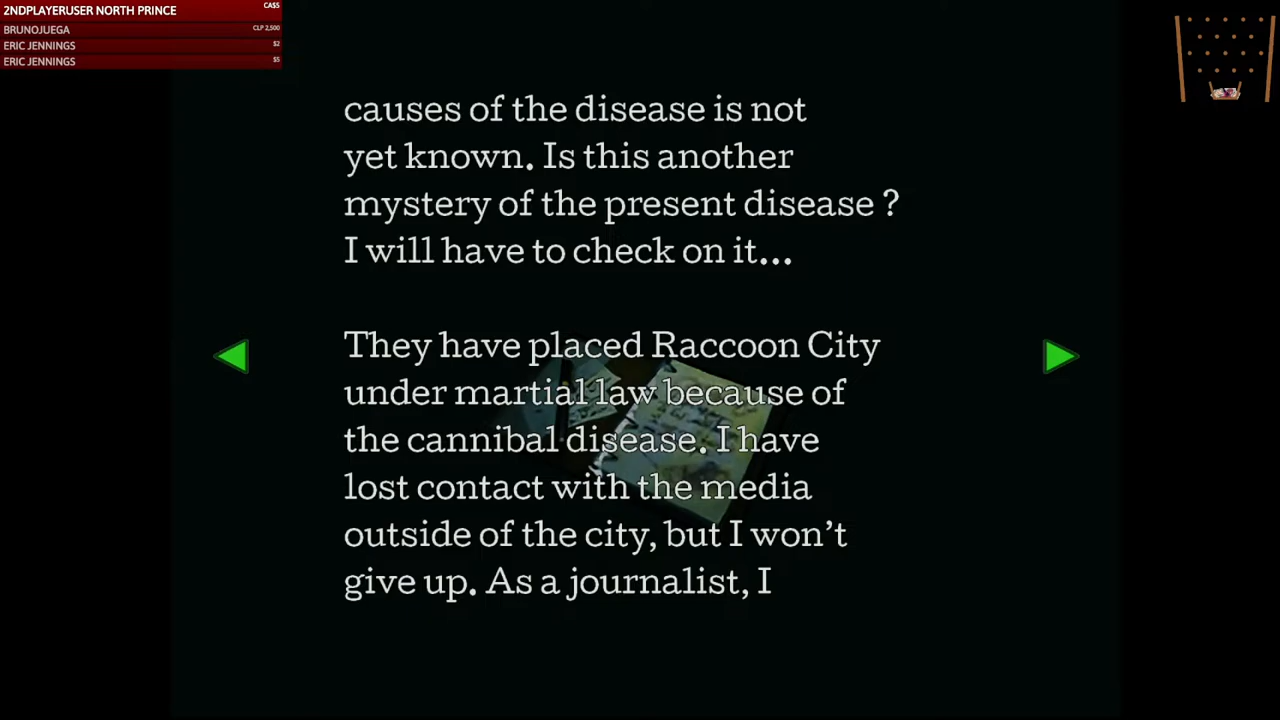 2NDPLAYERUSER NORTH PRINCE CA$5
BRUNOJUEGA CLP 2,500
ERIC JENNINGS $2
ERIC JENNINGS $5
causes of the disease is not
yet known. Is this another
mystery of the present disease ?
I will have to check on it...
They have placed Raccoon City
under martial law because of
the cannibal disease. I have
lost contact with the media
outside of the city, but I won't
give up. As a journalist, I